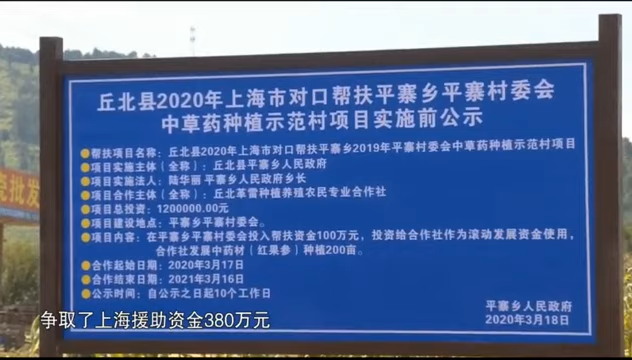 丘北县2020年上海市对口帮扶平寨乡平寨村委会
中草药种植示范村项目实施前公示
帮扶项目名称：丘北县2020年上海市对口帮扶平寨乡2019年平寨村委会中草药种植示范村项目
项目实施主体（全称）：丘北县平寨乡人民政府
项目实施法人：陆华丽 平寨乡人民政府乡长
项目合作主体（全称）：丘北革雷种植养殖农民专业合作社
项目总投资：1200000.00元
项目建设地点：平寨乡平寨村委会。
项目内容：在平寨乡平寨村委会投入帮扶资金100万元，投资给合作社作为滚动发展资金使用，
合作社发展中药材（红果参）种植200亩。
合作起始日期：2020年3月17日
合作结束日期：2021年3月16日
公示时间：自公示之日起10个工作日
平寨乡人民政府
2020年3月18日
批发
争取了上海援助资金380万元